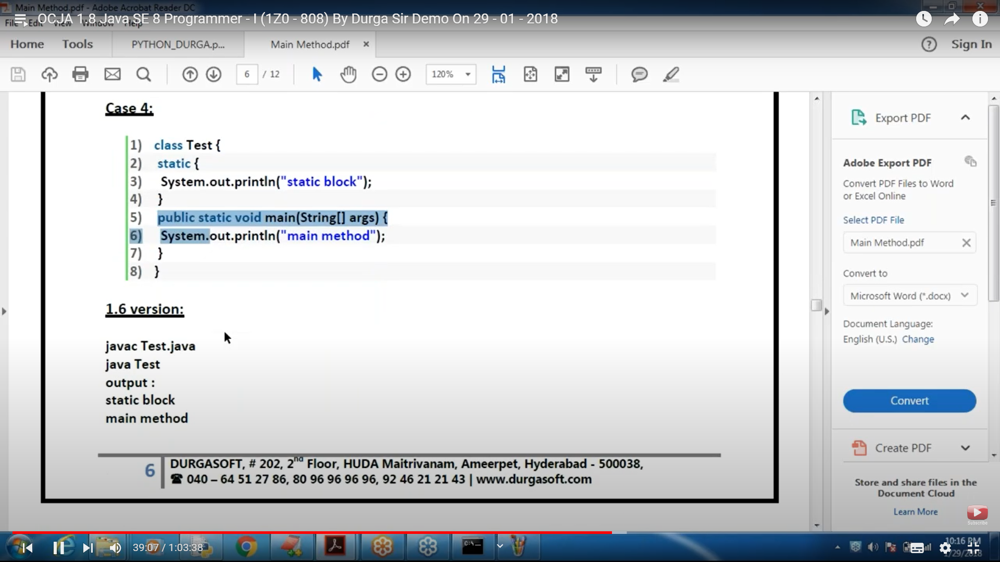 Main Method.pdf - Adobe Acrobat Reader DC
File Edit View Window Help
OCJA 1.8 Java SE 8 Programmer - I (1Z0 - 808) By Durga Sir Demo On 29 - 01 - 2018
Home Tools PYTHON_DURGA.p... Main Method.pdf × Sign In
6 / 12 120%
Case 4:
1) class Test {
2) static {
3) System.out.println("static block");
4) }
5) public static void main(String[] args) {
6) System.out.println("main method");
7) }
8) }
1.6 version:
javac Test.java
java Test
output :
static block
main method
6 DURGASOFT, # 202, 2nd Floor, HUDA Maitrivanam, Ameerpet, Hyderabad - 500038,
☎ 040 – 64 51 27 86, 80 96 96 96 96, 92 46 21 21 43 | www.durgasoft.com
Export PDF
Adobe Export PDF
Convert PDF Files to Word
or Excel Online
Select PDF File
Main Method.pdf
Convert to
Microsoft Word (*.docx)
Document Language:
English (U.S.) Change
Convert
Create PDF
Store and share files in the
Document Cloud
Learn More
Subscribe
39:07 / 1:03:38
C:\
10:16 PM
1/29/2018